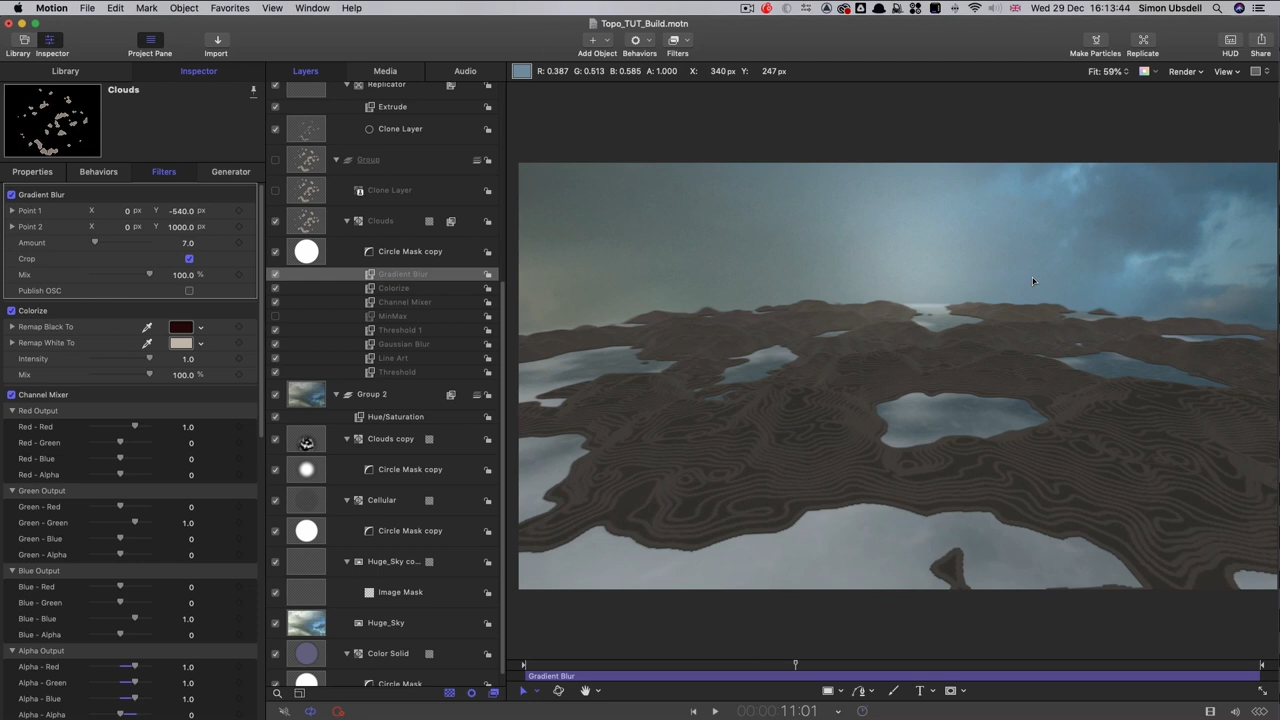 Motion File Edit Mark Object Favorites View Window Help Wed 29 Dec 16:13:44 Simon Ubsdell
Topo_TUT_Build.motn
Library Inspector Project Pane Import Add Object Behaviors Filters Make Particles Replicate HUD Share
Library Inspector Layers Media Audio R: 0.387 G: 0.513 B: 0.585 A: 1.000 X: 340 px Y: 247 px Fit: 59% Render View
Clouds
Properties Behaviors Filters Generator
Gradient Blur
Point 1 X 0 px Y -540.0 px
Point 2 X 0 px Y 1000.0 px
Amount 7.0
Crop
Mix 100.0 %
Publish OSC
Colorize
Remap Black To
Remap White To
Intensity 1.0
Mix 100.0 %
Channel Mixer
Red Output
Red - Red 1.0
Red - Green 0
Red - Blue 0
Red - Alpha 0
Green Output
Green - Red 0
Green - Green 1.0
Green - Blue 0
Green - Alpha 0
Blue Output
Blue - Red 0
Blue - Green 0
Blue - Blue 1.0
Blue - Alpha 0
Alpha Output
Alpha - Red 1.0
Alpha - Green 1.0
Alpha - Blue 1.0
Alpha - Alpha 0
Replicator
Extrude
Clone Layer
Group
Clone Layer
Clouds
Circle Mask copy
Gradient Blur
Colorize
Channel Mixer
MinMax
Threshold 1
Gaussian Blur
Line Art
Threshold
Group 2
Hue/Saturation
Clouds copy
Circle Mask copy
Cellular
Circle Mask copy
Huge_Sky co...
Image Mask
Huge_Sky
Color Solid
Circle Mask
Gradient Blur
T
00:00:11:01